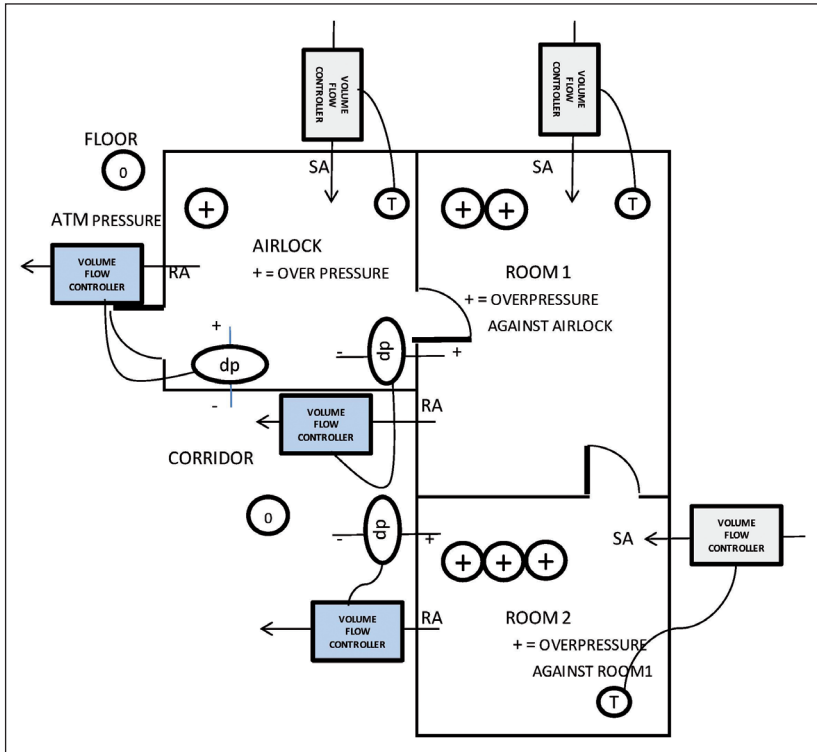 VOLUME
FLOW
CONTROLLER
VOLUME
FLOW
CONTROLLER
FLOOR
0
SA
T
SA
T
+
+ +
ATM PRESSURE
VOLUME
FLOW
CONTROLLER
RA
AIRLOCK
+ = OVER PRESSURE
ROOM 1
+ = OVERPRESSURE
AGAINST AIRLOCK
+
dp
-
- dp +
VOLUME
FLOW
CONTROLLER
RA
CORRIDOR
0
- dp +
+ + +
SA
VOLUME
FLOW
CONTROLLER
VOLUME
FLOW
CONTROLLER
RA
ROOM 2
+ = OVERPRESSURE
AGAINST ROOM1
T